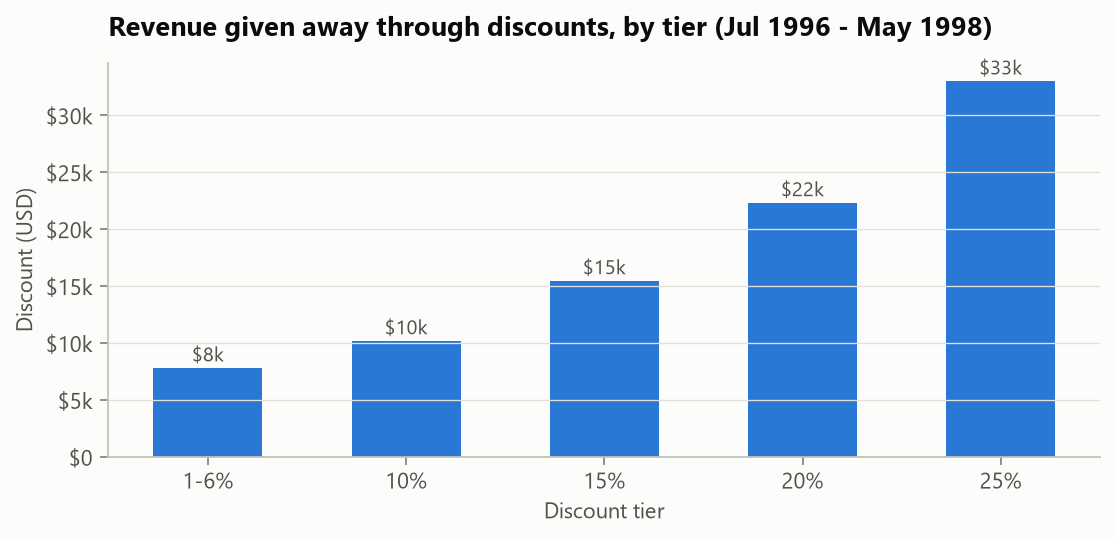 Revenue given away through discounts, by tier (Jul 1996 - May 1998)
$33k
$30k
$25k
$22k
$20k
$15k
$15k
$10k
$10k
$8k
$5k
$0
Discount (USD)
1-6% 10% 15% 20% 25%
Discount tier